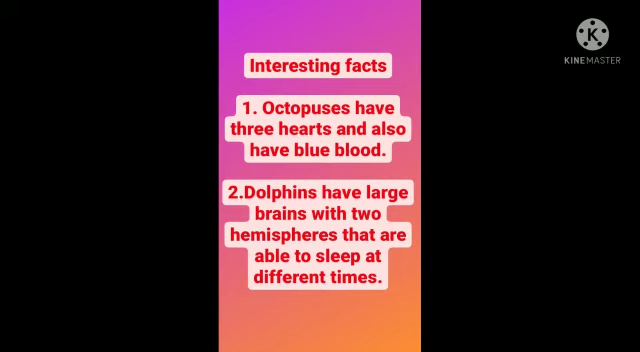 Interesting facts
1. Octopuses have
three hearts and also
have blue blood.
2.Dolphins have large
brains with two
hemispheres that are
able to sleep at
different times.
K
KINEMASTER